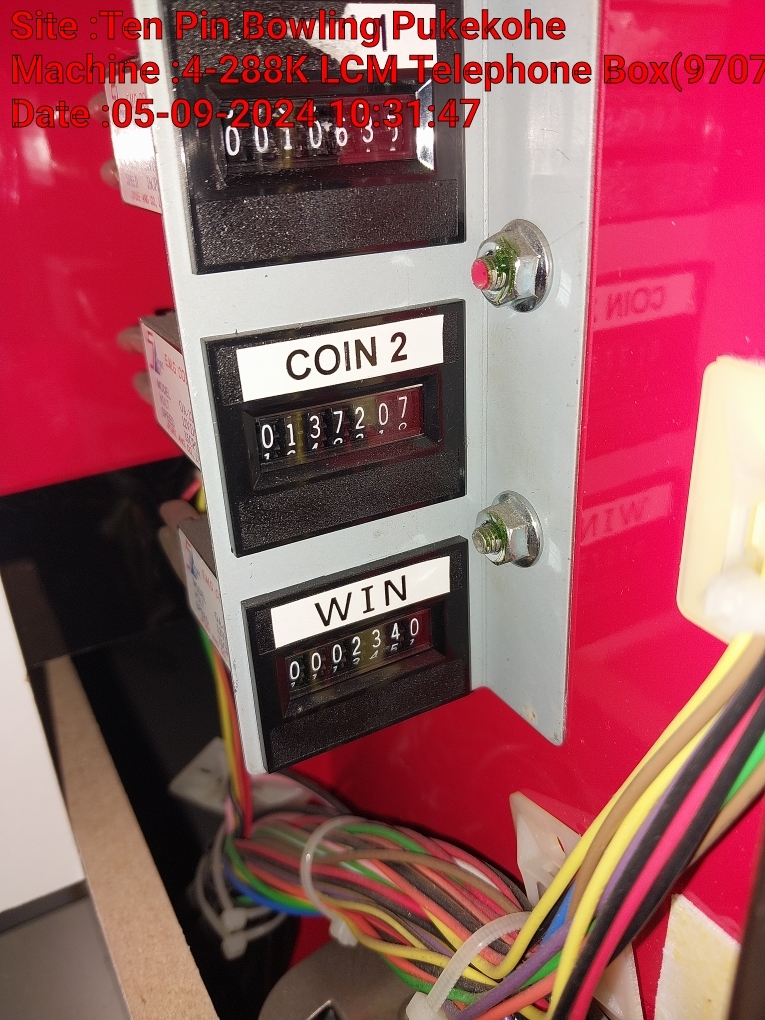 Site :Ten Pin Bowling Pukekohe
Machine :4-288K LCM Telephone Box(9707
Date :05-09-2024 10:31:47
1
COIN 2
0137207
WIN
0002340